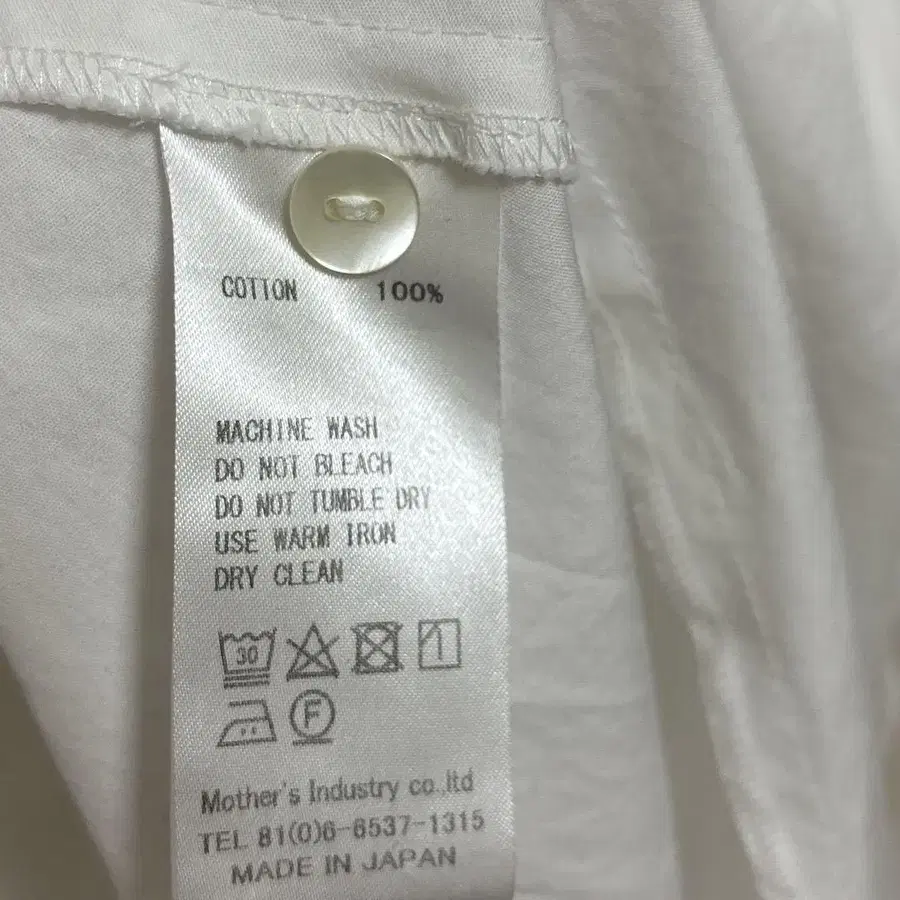 COTTON 100%
MACHINE WASH
DO NOT BLEACH
DO NOT TUMBLE DRY
USE WARM IRON
DRY CLEAN
30
F
Mother's Industry co.,ltd
TEL 81(0)6-6537-1315
MADE IN JAPAN